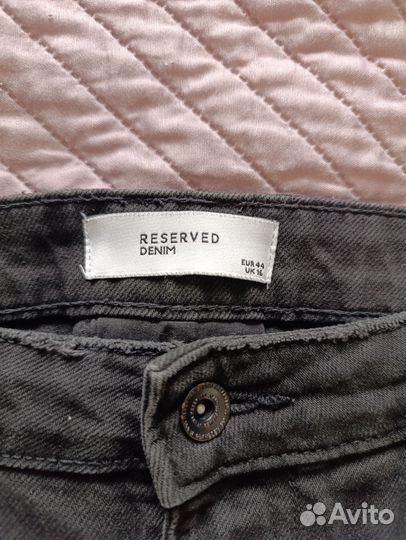 RESERVED
DENIM
EUR 44
UK 16
Avito